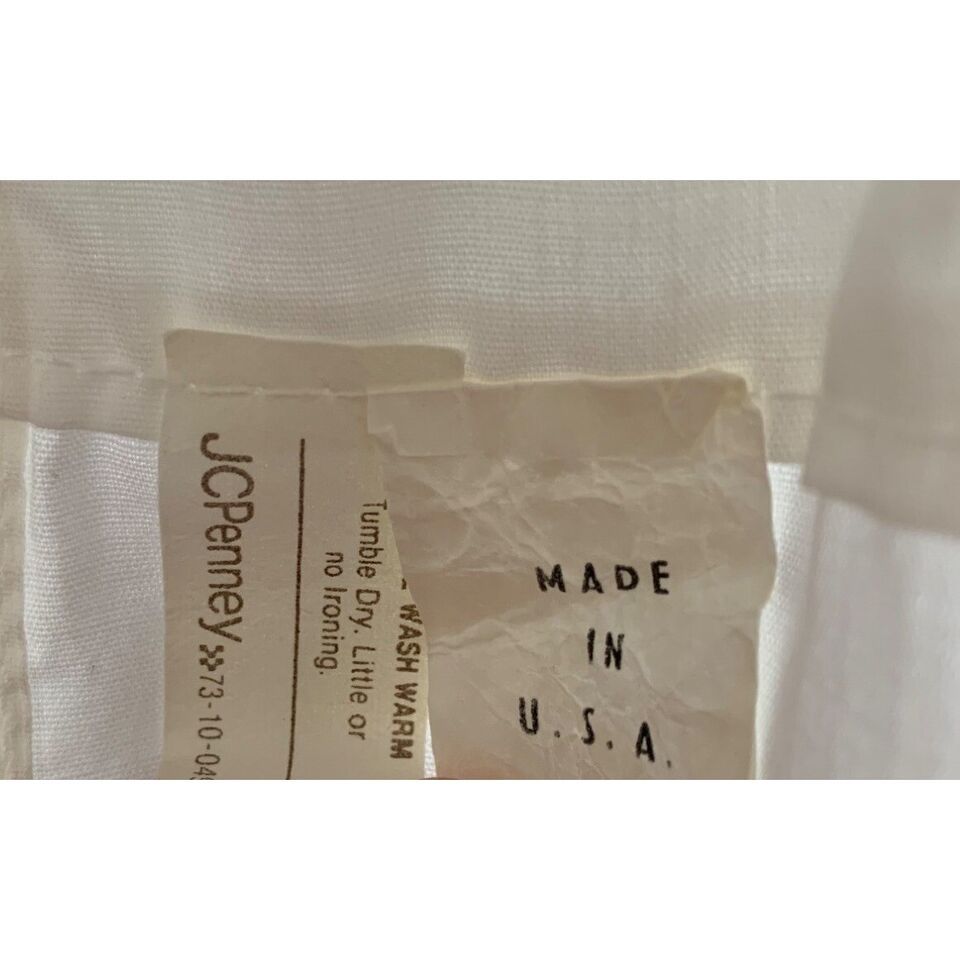 JCPenney 73-10-04
WASH WARM
Tumble Dry. Little or
no Ironing.
MADE
IN
U.S.A.